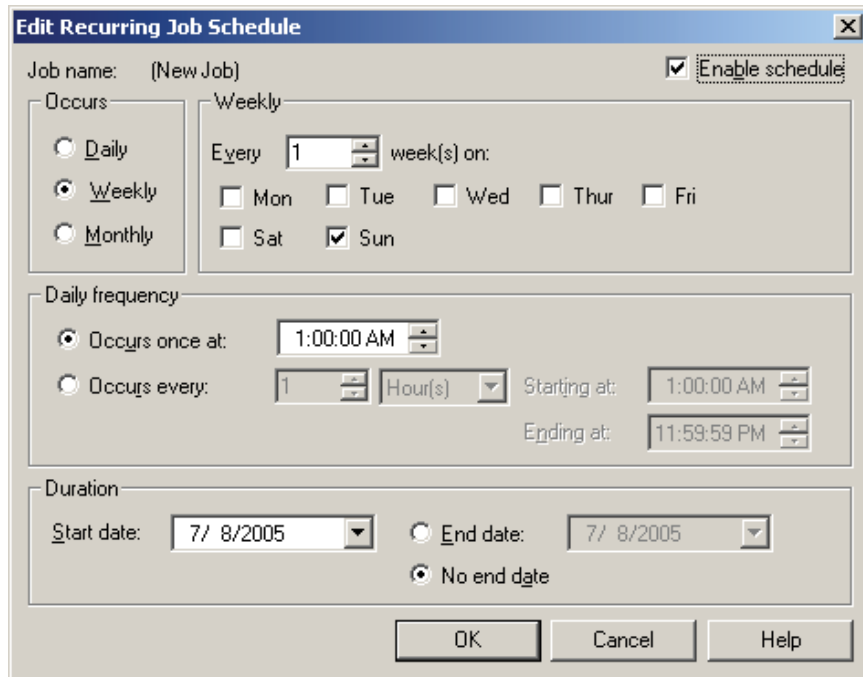 Edit Recurring Job Schedule
Job name: (New Job)
Enable schedule
Occurs
Daily
Weekly
Monthly
Weekly
Every 1 week(s) on:
Mon Tue Wed Thur Fri
Sat Sun
Daily frequency
Occurs once at: 1:00:00 AM
Occurs every: 1 Hour(s) Starting at: 1:00:00 AM
Ending at: 11:59:59 PM
Duration
Start date: 7/ 8/2005
End date: 7/ 8/2005
No end date
OK Cancel Help